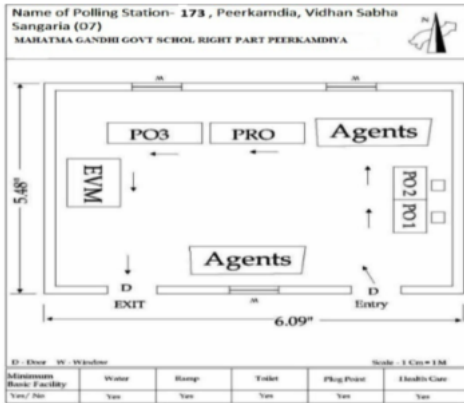 Name of Polling Station- 173, Peerkamdia, Vidhan Sabha
Sangaria (07)
MAHATMA GANDHI GOVT SCHOL RIGHT PART PEERKAMDIYA
N
W
W
PO3
PRO
Agents
EVM
PO2
PO1
5.48"
Agents
D
EXIT
W
D
Entry
6.09"
D - Door W - Window
Scale - 1 Cm = 1M
Minimum Basic Facility
Water
Ramp
Toilet
Plug Point
Health Care
Yes/ No
Yes
Yes
Yes
Yes
Yes